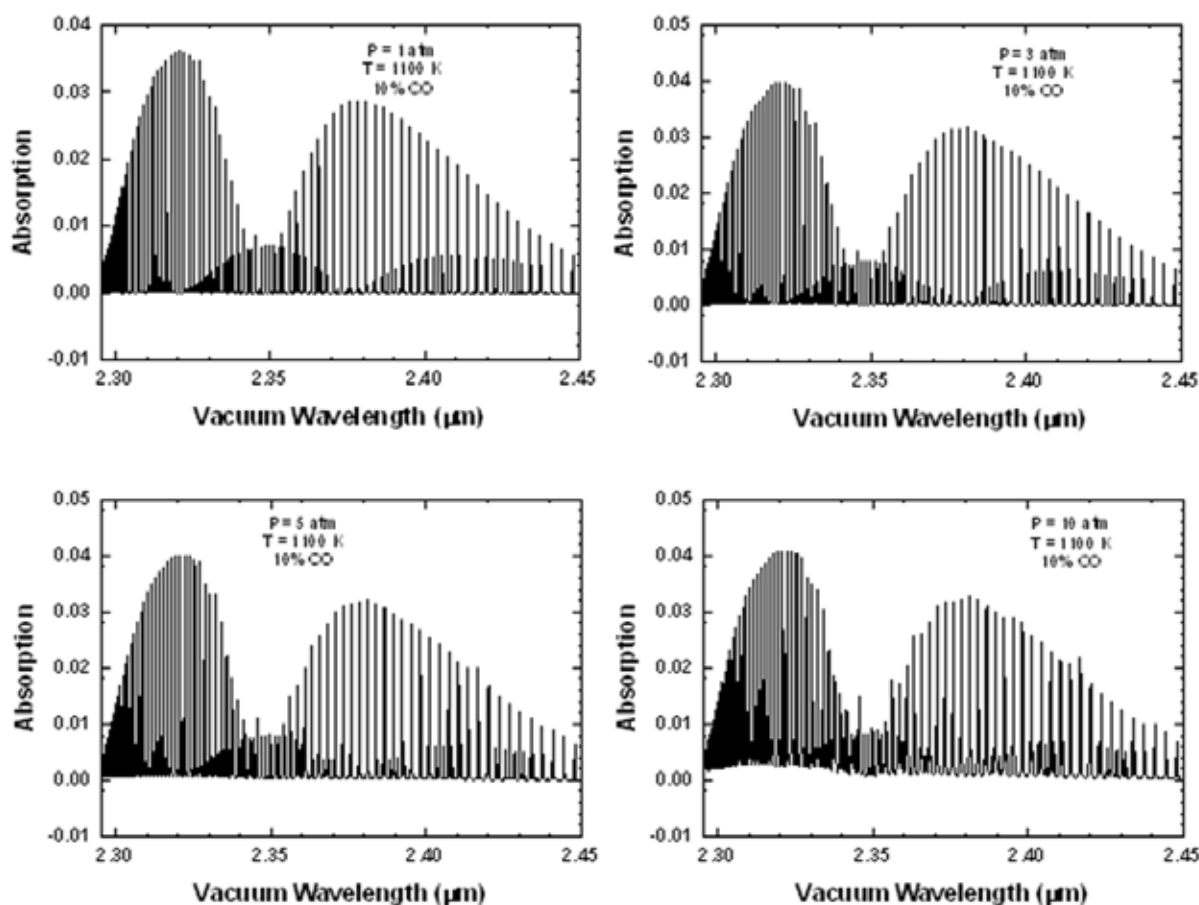 0.04
0.03
0.02
0.01
0.00
-0.01
Absorption
P = 1 atm
T = 1100 K
10% CO
2.30
2.35
2.40
2.45
Vacuum Wavelength (µm)
0.05
0.04
0.03
0.02
0.01
0.00
-0.01
Absorption
P = 3 atm
T = 1100 K
10% CO
2.30
2.35
2.40
2.45
Vacuum Wavelength (µm)
0.05
0.04
0.03
0.02
0.01
0.00
-0.01
Absorption
P = 5 atm
T = 1100 K
10% CO
2.30
2.35
2.40
2.45
Vacuum Wavelength (µm)
0.05
0.04
0.03
0.02
0.01
0.00
-0.01
Absorption
P = 10 atm
T = 1100 K
10% CO
2.30
2.35
2.40
2.45
Vacuum Wavelength (µm)